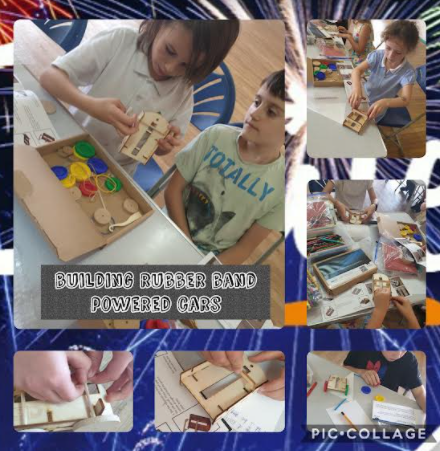 TOTALLY
BUILDING RUBBER BAND
POWERED CARS
PIC•COLLAGE